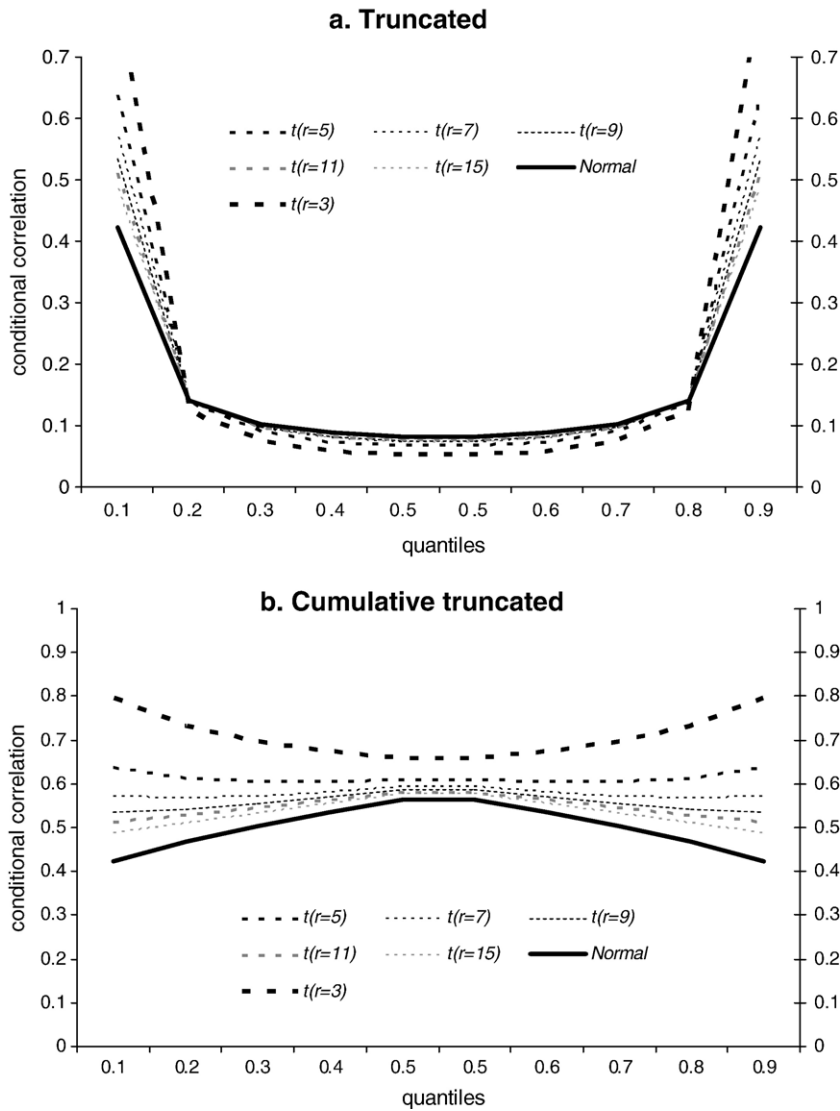 a. Truncated
0.7
0.6
0.5
0.4
0.3
0.2
0.1
0
conditional correlation
t(r=5) t(r=7) t(r=9)
t(r=11) t(r=15) Normal
t(r=3)
0.7
0.6
0.5
0.4
0.3
0.2
0.1
0
0.1 0.2 0.3 0.4 0.5 0.5 0.6 0.7 0.8 0.9
quantiles
b. Cumulative truncated
1
0.9
0.8
0.7
0.6
0.5
0.4
0.3
0.2
0.1
0
conditional correlation
t(r=5) t(r=7) t(r=9)
t(r=11) t(r=15) Normal
t(r=3)
1
0.9
0.8
0.7
0.6
0.5
0.4
0.3
0.2
0.1
0
0.1 0.2 0.3 0.4 0.5 0.5 0.6 0.7 0.8 0.9
quantiles